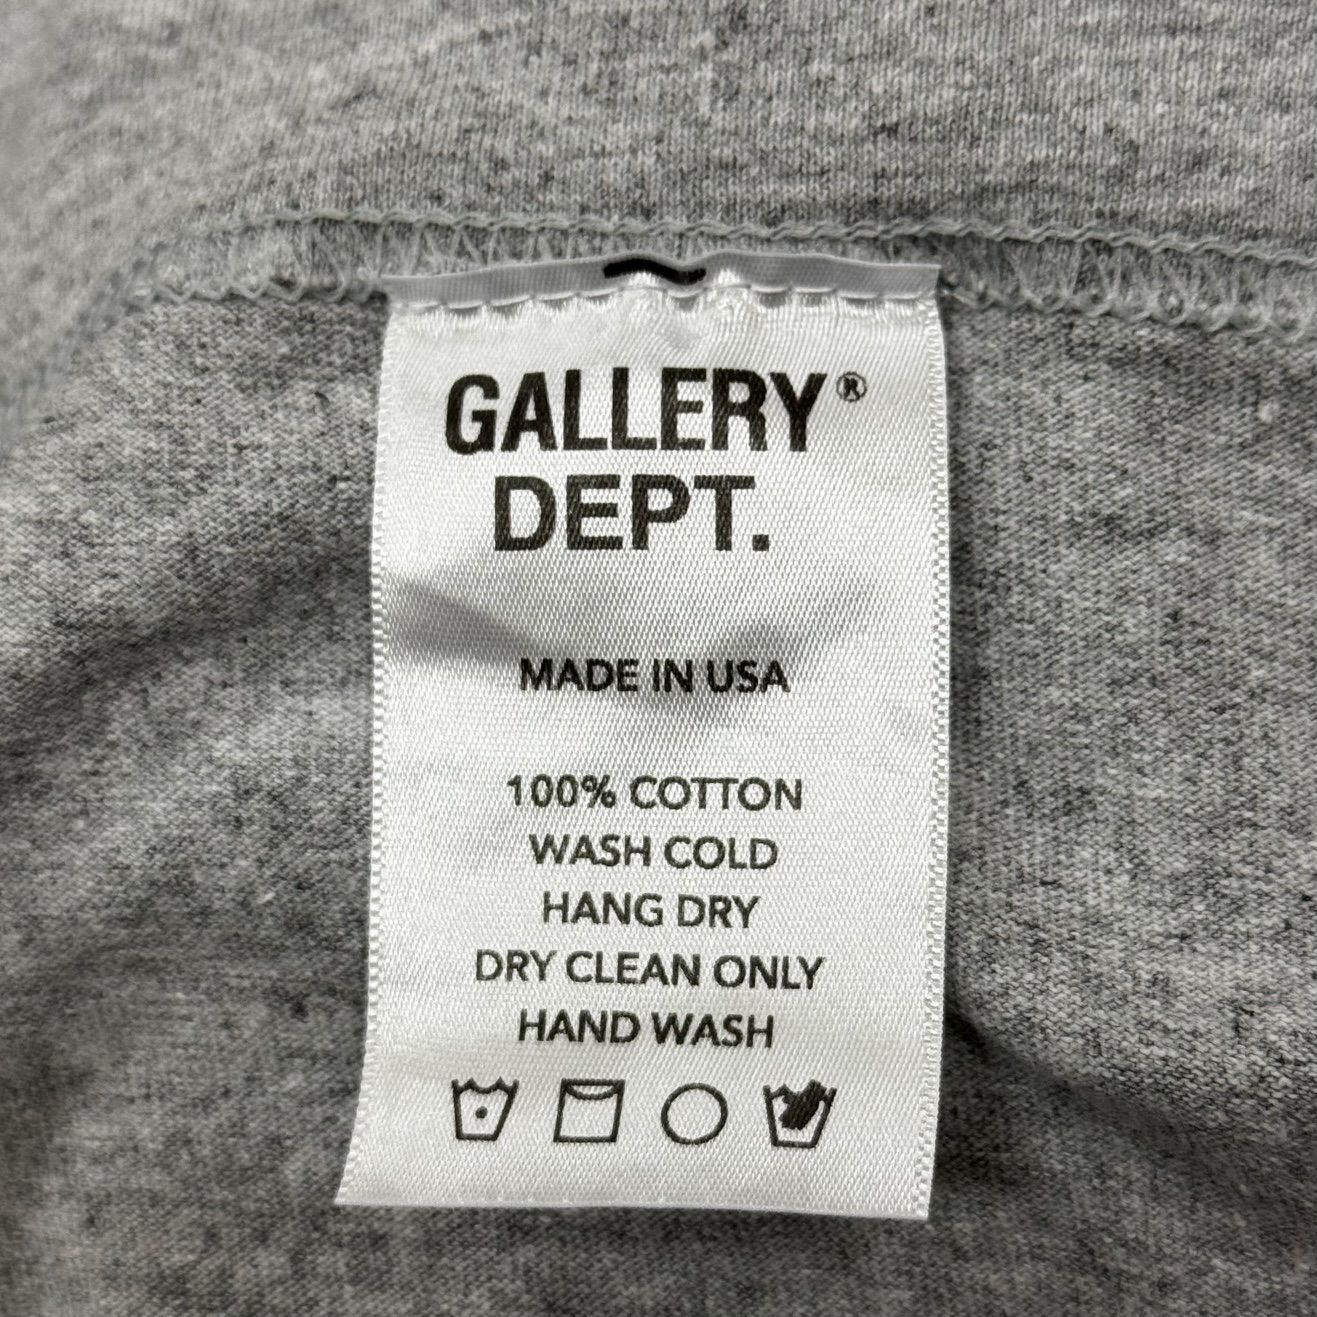 GALLERY®
DEPT.
MADE IN USA
100% COTTON
WASH COLD
HANG DRY
DRY CLEAN ONLY
HAND WASH